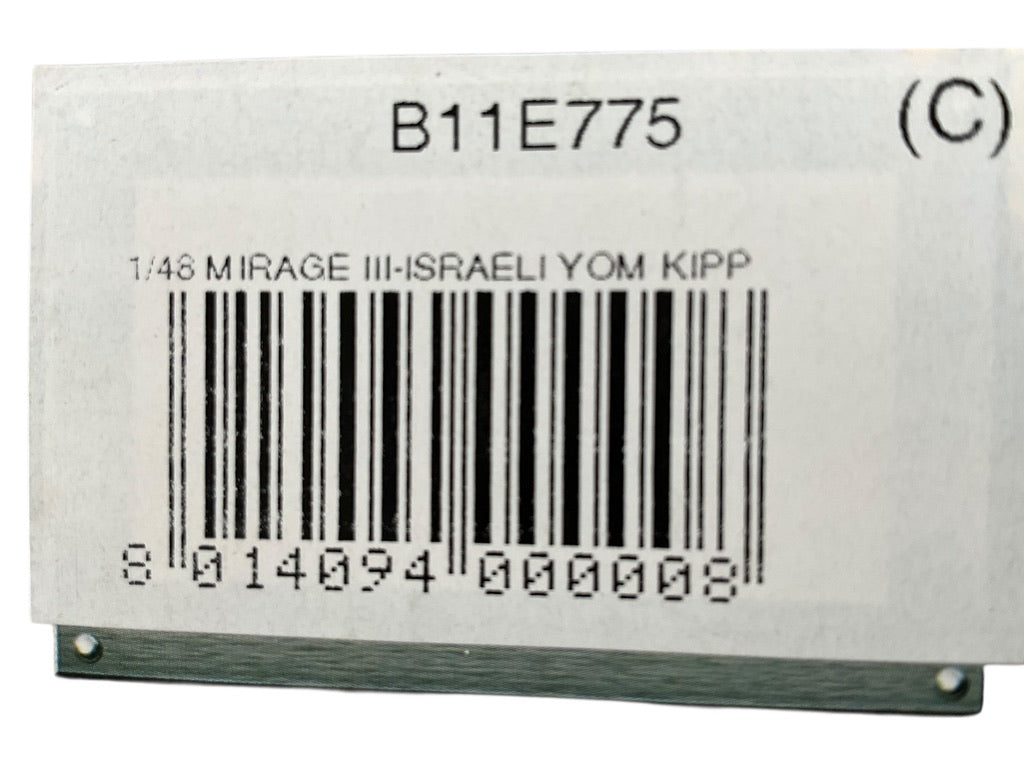 B11E775 (C)
1/48 MIRAGE III-ISRAELI YOM KIPP
8 014094 000008